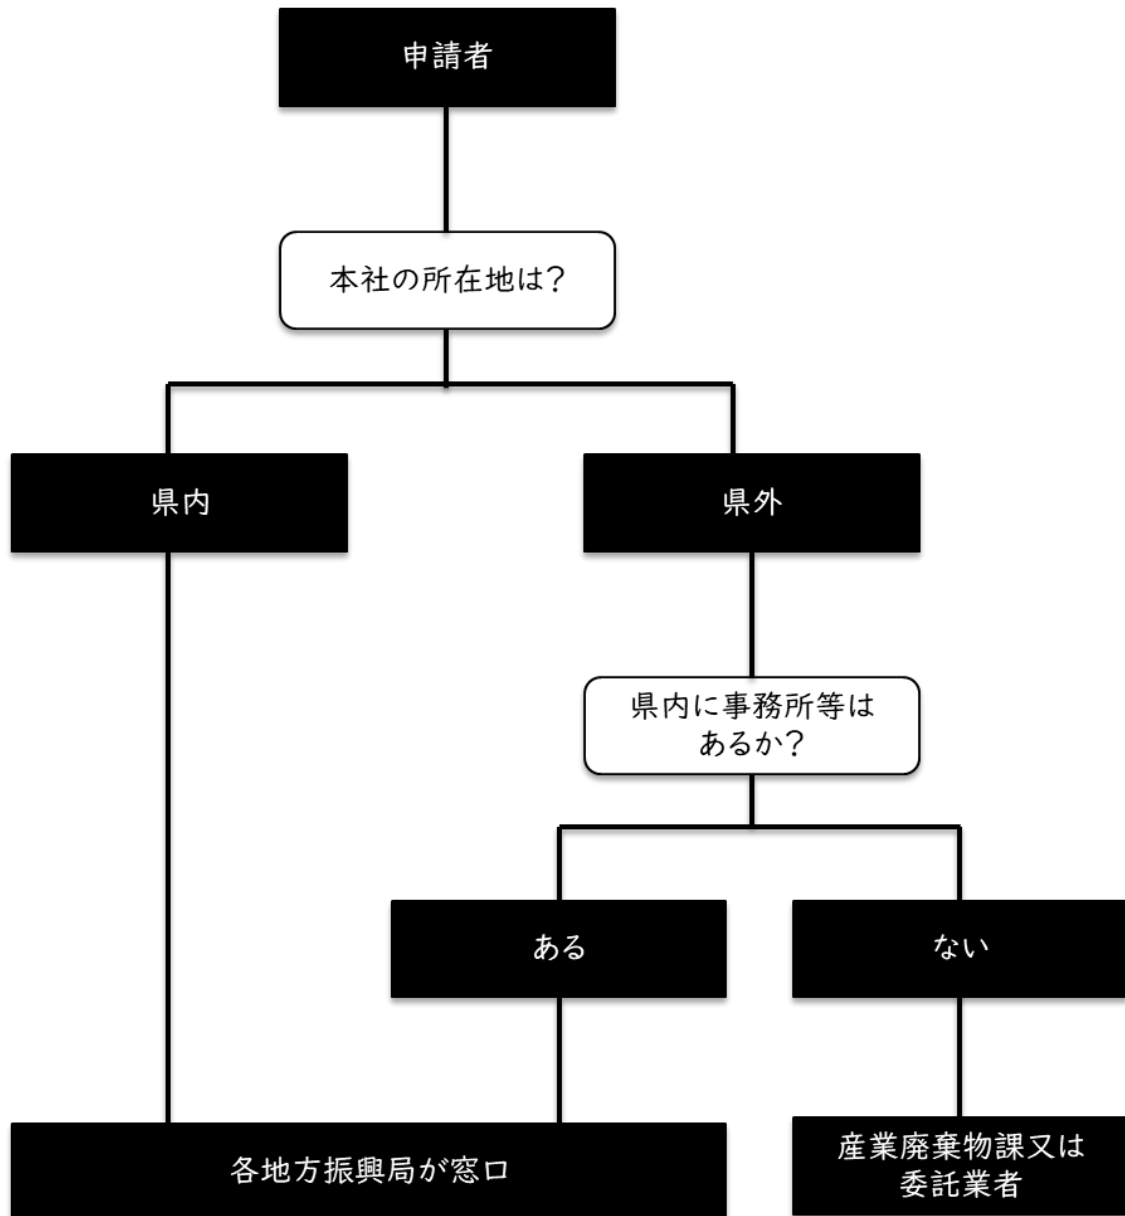 申請者
本社の所在地は?
県内
県外
県内に事務所等は
あるか?
ある
ない
各地方振興局が窓口
産業廃棄物課又は
委託業者